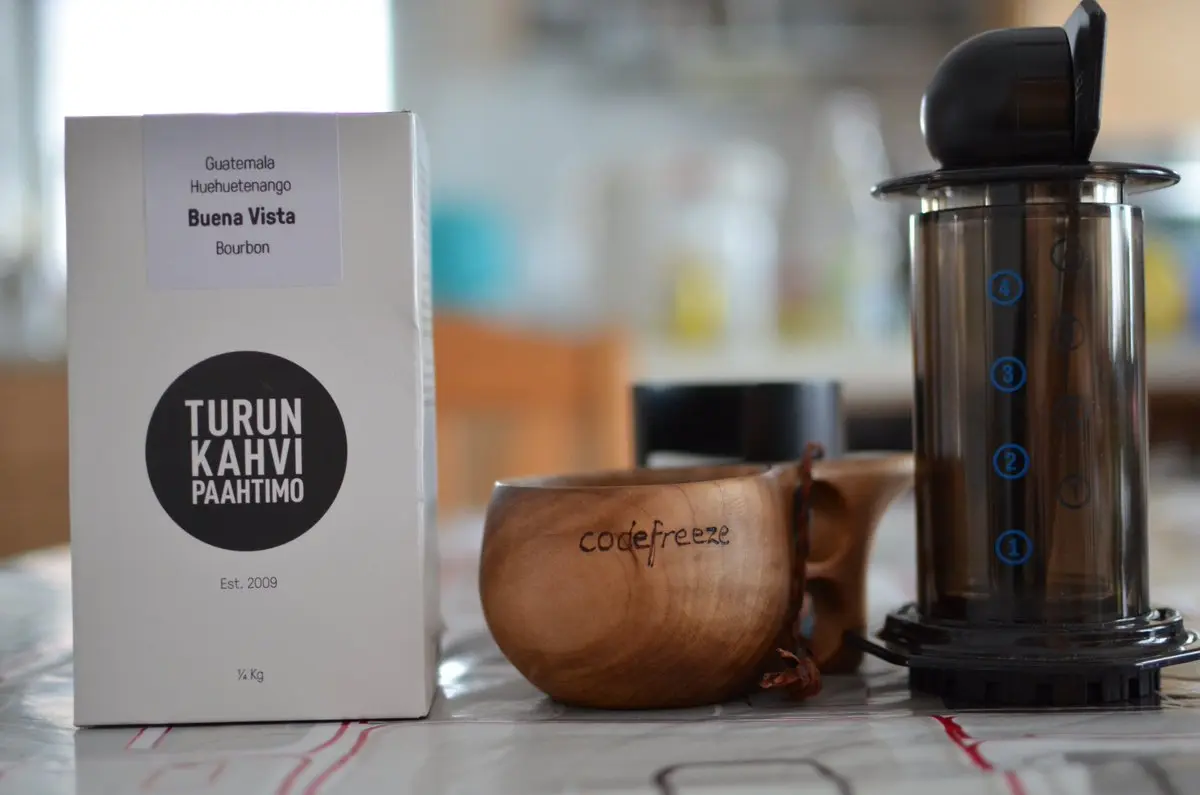 Guatemala
Huehuetenango
Buena Vista
Bourbon
TURUN
KAHVI
PAAHTIMO
Est. 2009
¼ Kg
codefreeze
4
3
2
1